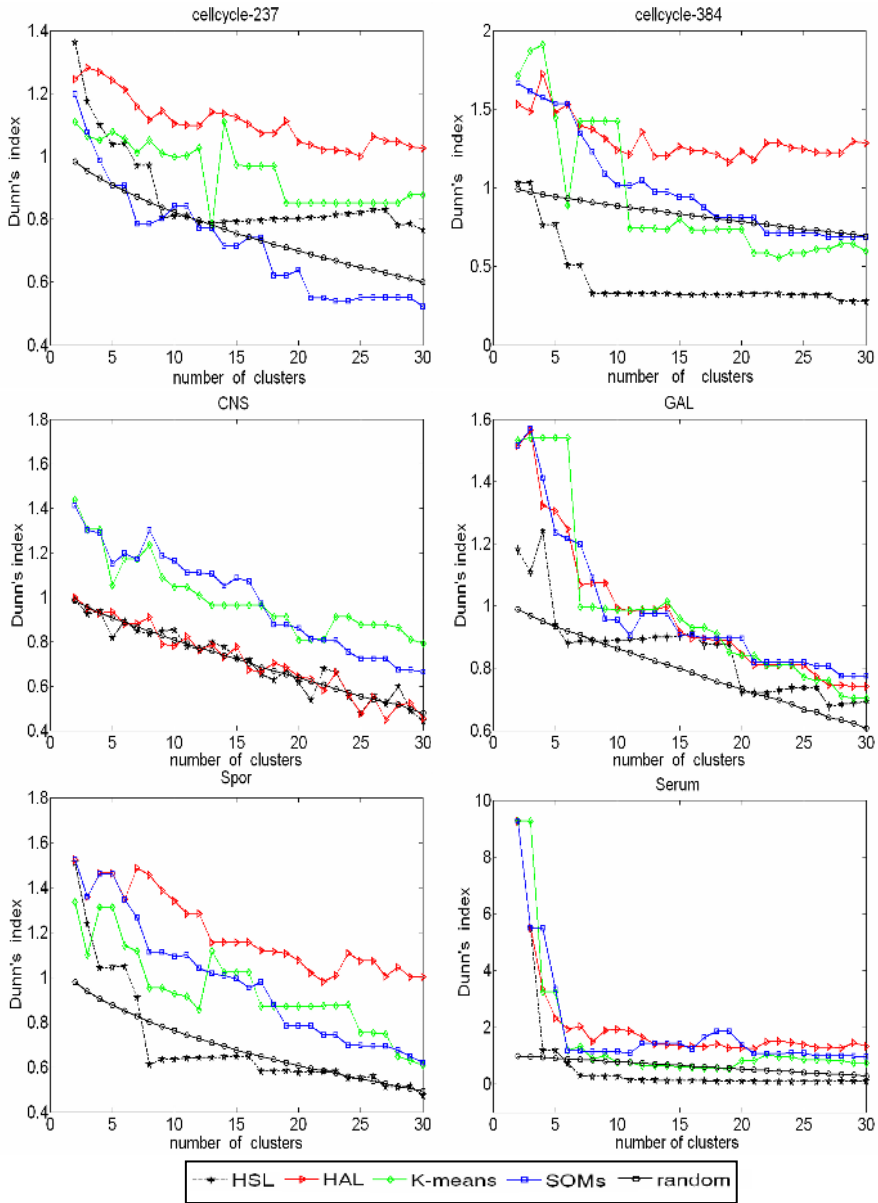 cellcycle-237
1.4
1.2
1
0.8
0.6
0.4
Dunn's index
0 5 10 15 20 25 30
number of clusters
cellcycle-384
2
1.5
1
0.5
0
Dunn's index
0 5 10 15 20 25 30
number of clusters
CNS
1.8
1.6
1.4
1.2
1
0.8
0.6
0.4
Dunn's index
0 5 10 15 20 25 30
number of clusters
GAL
1.6
1.4
1.2
1
0.8
0.6
Dunn's index
0 5 10 15 20 25 30
number of clusters
Spor
1.8
1.6
1.4
1.2
1
0.8
0.6
0.4
Dunn's index
0 5 10 15 20 25 30
number of clusters
Serum
10
8
6
4
2
0
Dunn's index
0 5 10 15 20 25 30
number of clusters
HSL HAL K-means SOMs random